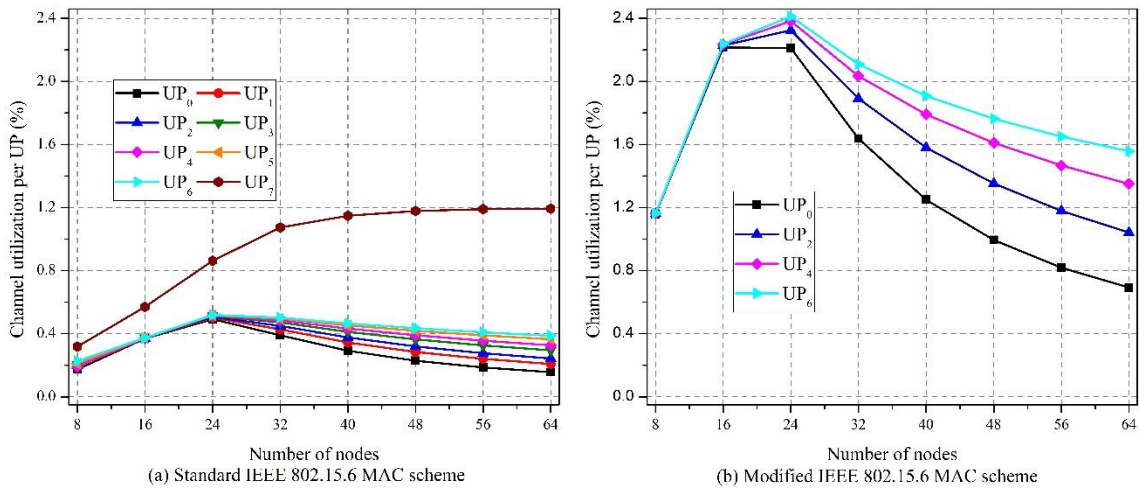 Channel utilization per UP (%)
2.4
2.0
1.6
1.2
0.8
0.4
0.0
UP0 UP1
UP2 UP3
UP4 UP5
UP6 UP7
8 16 24 32 40 48 56 64
Number of nodes
(a) Standard IEEE 802.15.6 MAC scheme
Channel utilization per UP (%)
2.4
2.0
1.6
1.2
0.8
0.4
0.0
UP0
UP2
UP4
UP6
8 16 24 32 40 48 56 64
Number of nodes
(b) Modified IEEE 802.15.6 MAC scheme